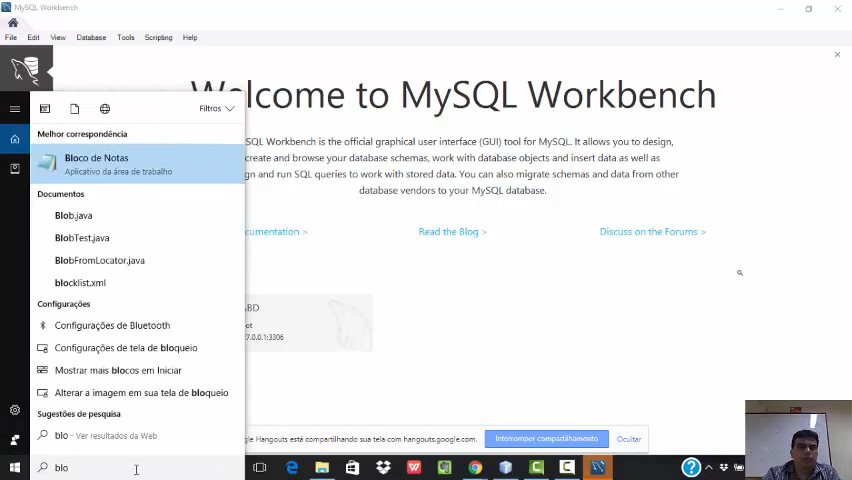 MySQL Workbench
File Edit View Database Tools Scripting Help
Welcome to MySQL Workbench
SQL Workbench is the official graphical user interface (GUI) tool for MySQL. It allows you to design,
create and browse your database schemas, work with database objects and insert data as well as
gn and run SQL queries to work with stored data. You can also migrate schemas and data from other
database vendors to your MySQL database.
cumentation >
Read the Blog >
Discuss on the Forums >
ABD
ot
27.0.0.1:3306
Filtros
Melhor correspondência
Bloco de Notas
Aplicativo da área de trabalho
Documentos
Blob.java
BlobTest.java
BlobFromLocator.java
blocklist.xml
Configurações
Configurações de Bluetooth
Configurações de tela de bloqueio
Mostrar mais blocos em Iniciar
Alterar a imagem em sua tela de bloqueio
Sugestões de pesquisa
blo - Ver resultados da Web
blo
le Hangouts compartilhando sua tela com hangouts.google.com.
Interromper compartilhamento
Ocultar